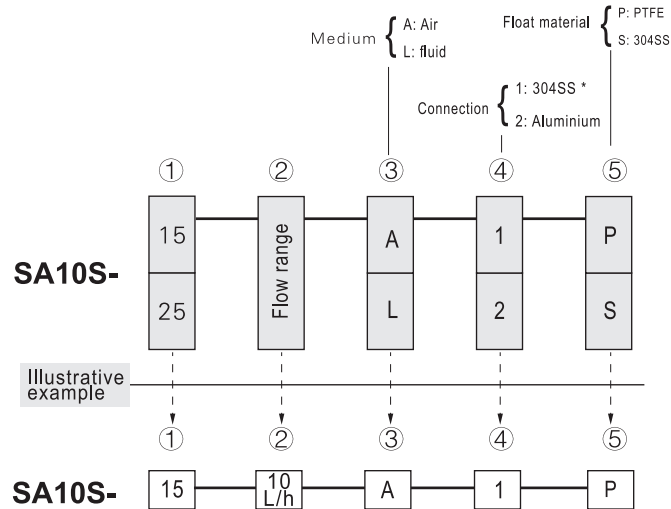 Medium { A: Air
L: fluid
Float material { P: PTFE
S: 304SS
Connection { 1: 304SS *
2: Aluminium
① ② ③ ④ ⑤
SA10S-
15 Flow range A 1 P
25 L 2 S
Illustrative
example
① ② ③ ④ ⑤
SA10S- 15 10 L/h A 1 P